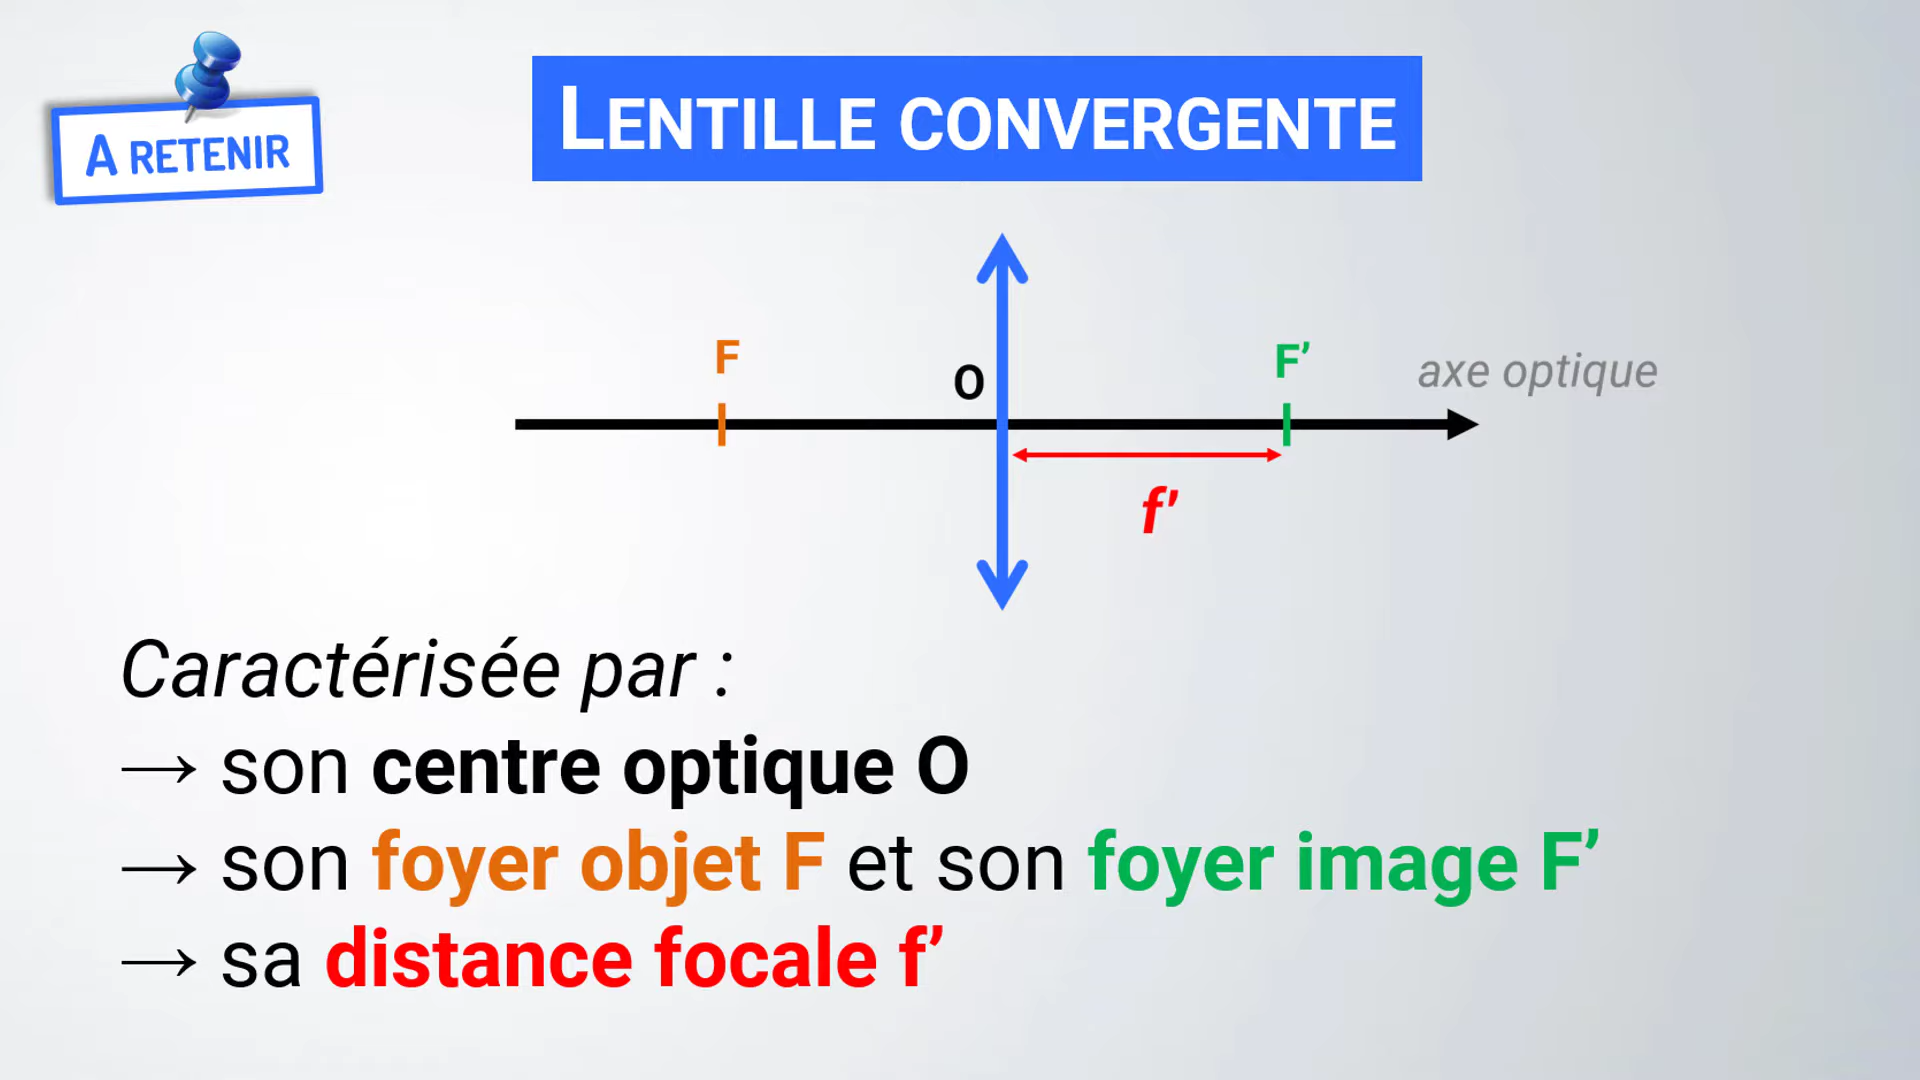 A RETENIR
LENTILLE CONVERGENTE
F
O
F’
axe optique
f’
Caractérisée par :
→ son centre optique O
→ son foyer objet F et son foyer image F’
→ sa distance focale f’